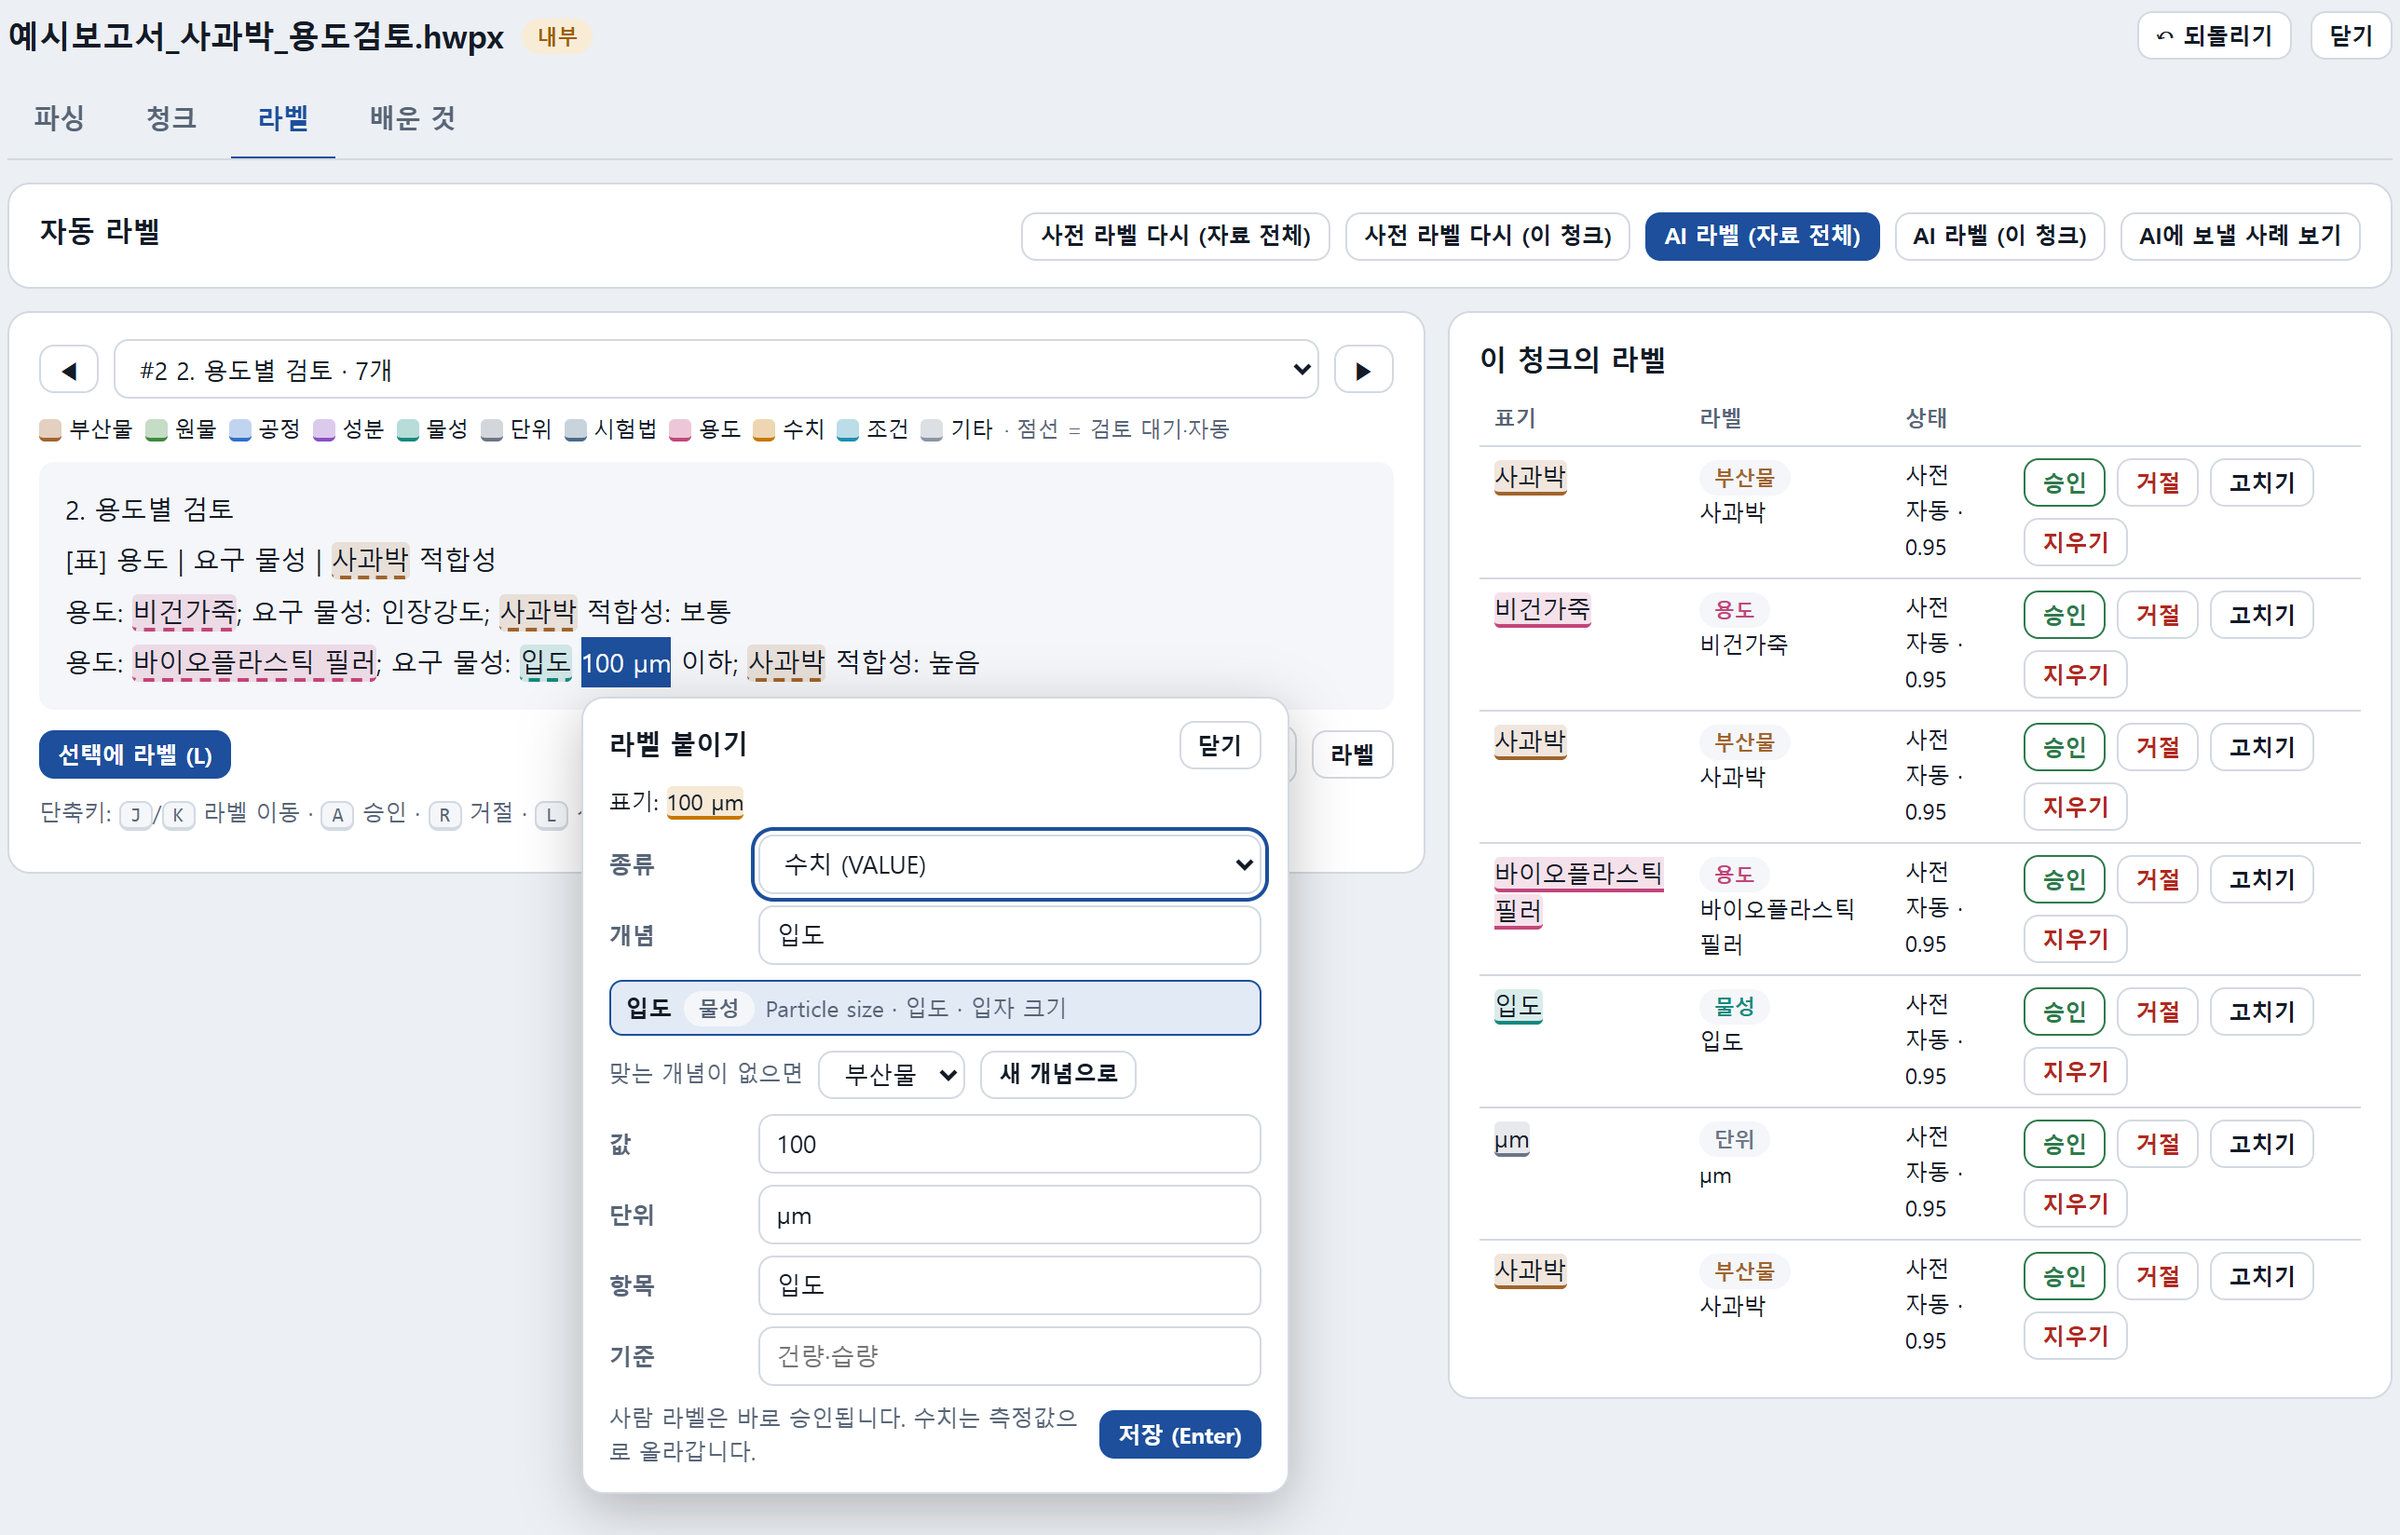 예시보고서_사과박_용도검토.hwpx 내부 ↶ 되돌리기 닫기
파싱 청크 라벨 배운 것
자동 라벨 사전 라벨 다시 (자료 전체) 사전 라벨 다시 (이 청크) AI 라벨 (자료 전체) AI 라벨 (이 청크) AI에 보낼 사례 보기
◀ #2 2. 용도별 검토 · 7개 ▶
부산물 원물 공정 성분 물성 단위 시험법 용도 수치 조건 기타 · 점선 = 검토 대기·자동
2. 용도별 검토
[표] 용도 | 요구 물성 | 사과박 적합성
용도: 비건가죽; 요구 물성: 인장강도; 사과박 적합성: 보통
용도: 바이오플라스틱 필러; 요구 물성: 입도 100 µm 이하; 사과박 적합성: 높음
선택에 라벨 (L) 라벨
단축키: J/K 라벨 이동 · A 승인 · R 거절 · L
라벨 붙이기 닫기
표기: 100 µm
종류 수치 (VALUE)
개념 입도
입도 물성 Particle size · 입도 · 입자 크기
맞는 개념이 없으면 부산물 새 개념으로
값 100
단위 µm
항목 입도
기준 건량·습량
사람 라벨은 바로 승인됩니다. 수치는 측정값으
로 올라갑니다.
저장 (Enter)
이 청크의 라벨
표기 라벨 상태
사과박 부산물 사전 승인 거절 고치기
사과박 자동 ·
0.95 지우기
비건가죽 용도 사전 승인 거절 고치기
비건가죽 자동 ·
0.95 지우기
사과박 부산물 사전 승인 거절 고치기
사과박 자동 ·
0.95 지우기
바이오플라스틱 용도 사전 승인 거절 고치기
필러 바이오플라스틱 자동 ·
필러 0.95 지우기
입도 물성 사전 승인 거절 고치기
입도 자동 ·
0.95 지우기
µm 단위 사전 승인 거절 고치기
µm 자동 ·
0.95 지우기
사과박 부산물 사전 승인 거절 고치기
사과박 자동 ·
0.95 지우기